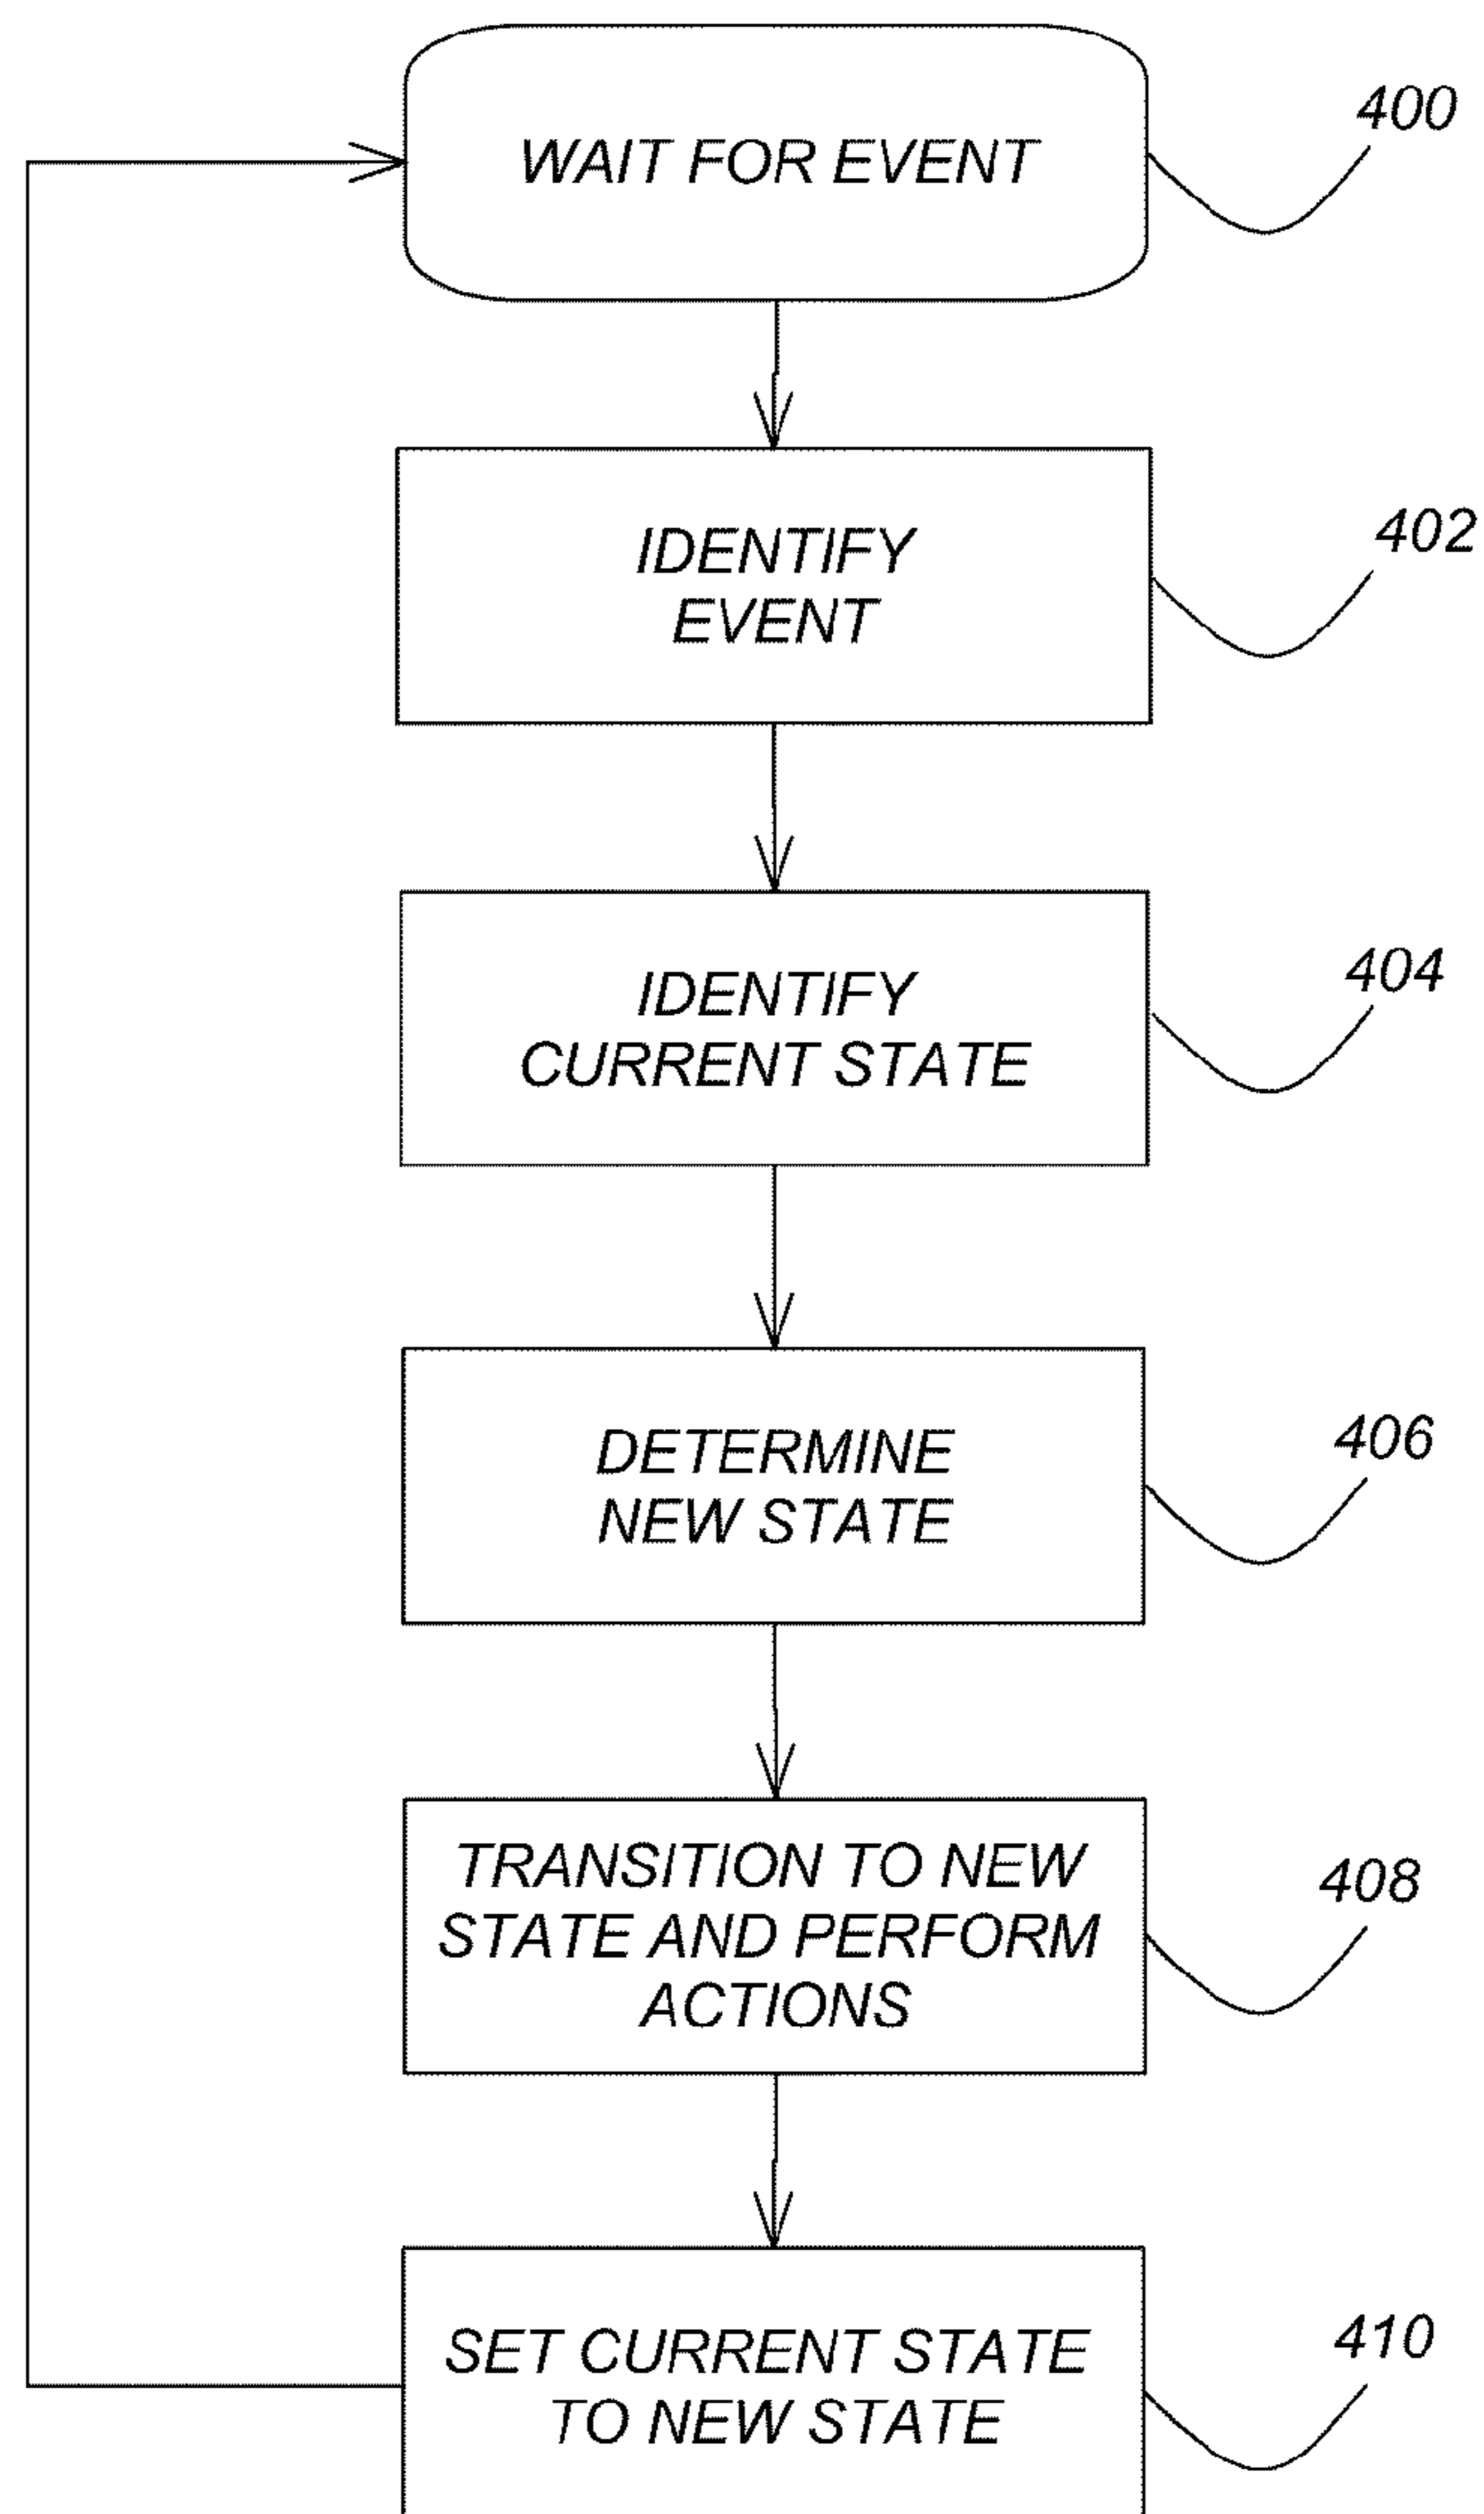 WAIT FOR EVENT
400
IDENTIFY
EVENT
402
IDENTIFY
CURRENT STATE
404
DETERMINE
NEW STATE
406
TRANSITION TO NEW
STATE AND PERFORM
ACTIONS
408
SET CURRENT STATE
TO NEW STATE
410